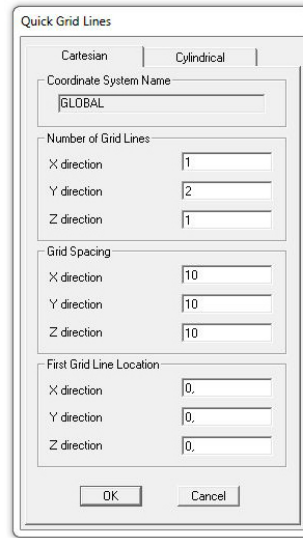 Quick Grid Lines
Cartesian Cylindrical
Coordinate System Name
GLOBAL
Number of Grid Lines
X direction 1
Y direction 2
Z direction 1
Grid Spacing
X direction 10
Y direction 10
Z direction 10
First Grid Line Location
X direction 0,
Y direction 0,
Z direction 0,
OK Cancel